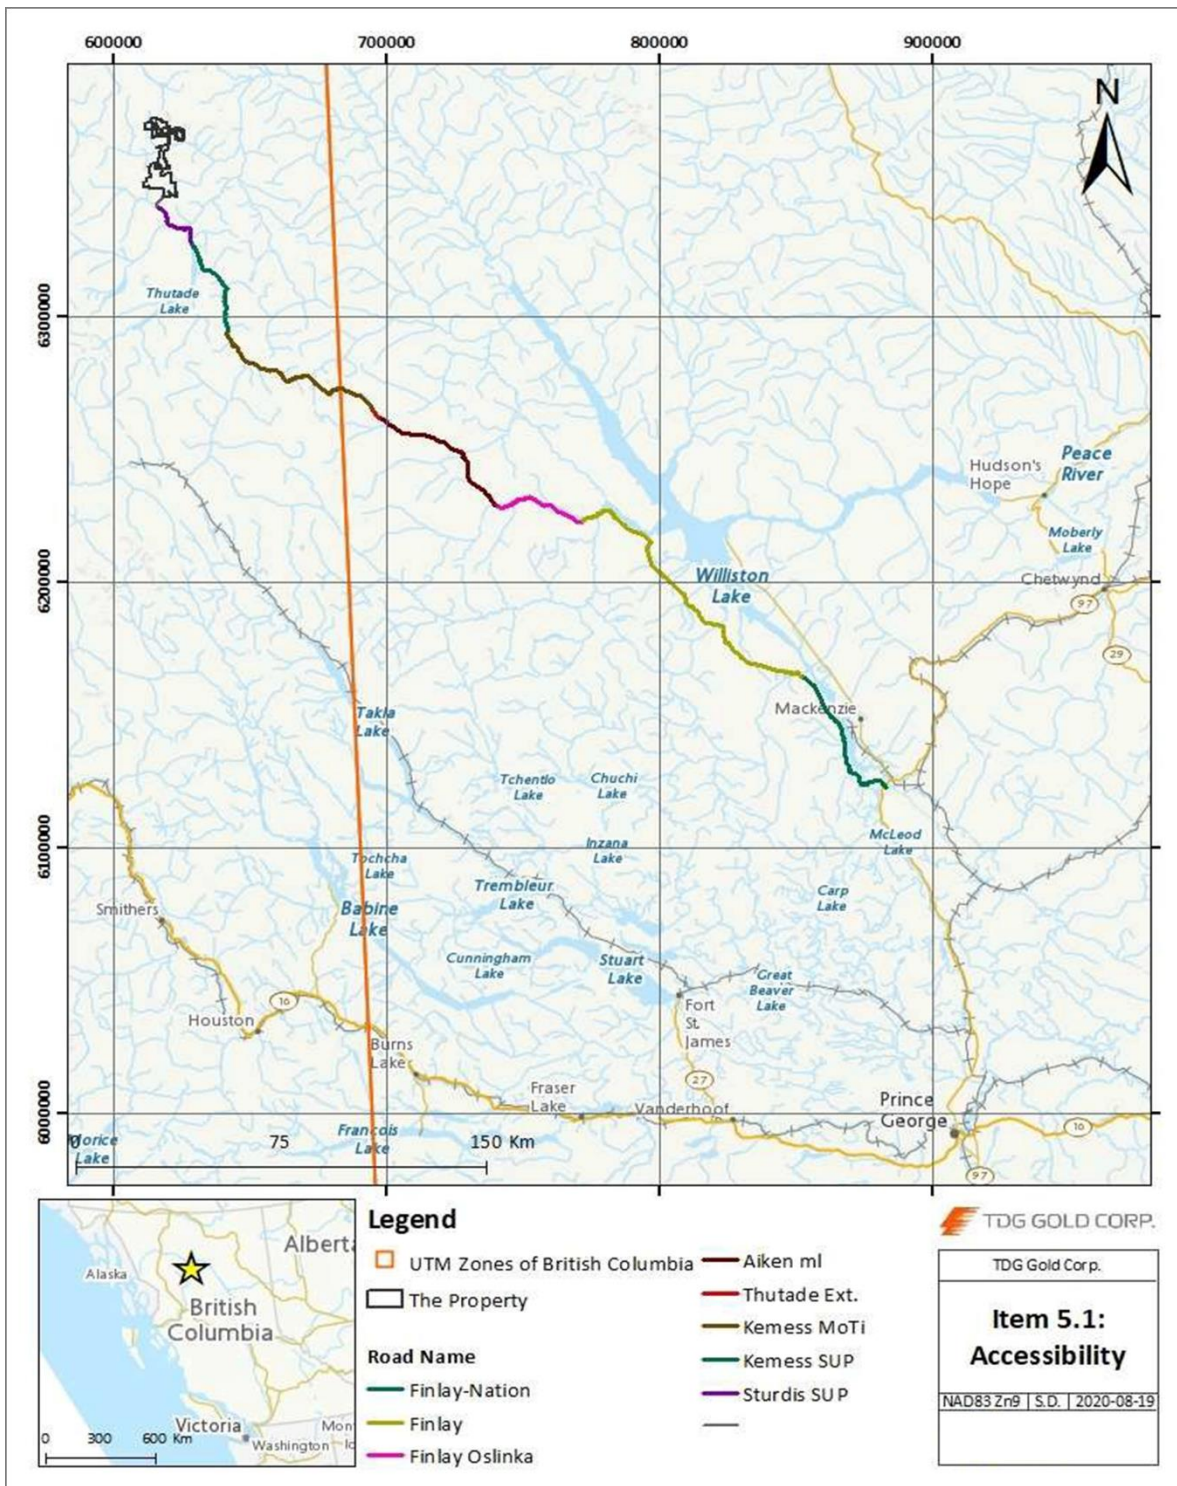 600000
700000
800000
900000
N
6300000
6200000
6100000
6000000
Thutade
Lake
Hudson's
Hope
Peace
River
Moberly
Lake
Chetwynd
97
29
Williston
Lake
Mackenzie
Takla
Lake
Tchentlo
Lake
Chuchi
Lake
Inzana
Lake
McLeod
Lake
Tochcha
Lake
Trembleur
Lake
Carp
Lake
Smithers
Babine
Lake
Cunningham
Lake
Stuart
Lake
Great
Beaver
Lake
16
Houston
Fort
St.
James
Burns
Lake
27
Fraser
Lake
Vanderhoof
Prince
George
16
97
Francois
Lake
Morice
Lake
0
75
150 Km
Alaska
Alberta
British
Columbia
Victoria
Washington
Mon
Io
0 300 600 Km
Legend
UTM Zones of British Columbia
The Property
Road Name
Finlay-Nation
Finlay
Finlay Oslinka
Aiken ml
Thutade Ext.
Kemess MoTi
Kemess SUP
Sturdis SUP
TDG GOLD CORP.
TDG Gold Corp.
Item 5.1:
Accessibility
NAD83 Zn9 S.D. 2020-08-19